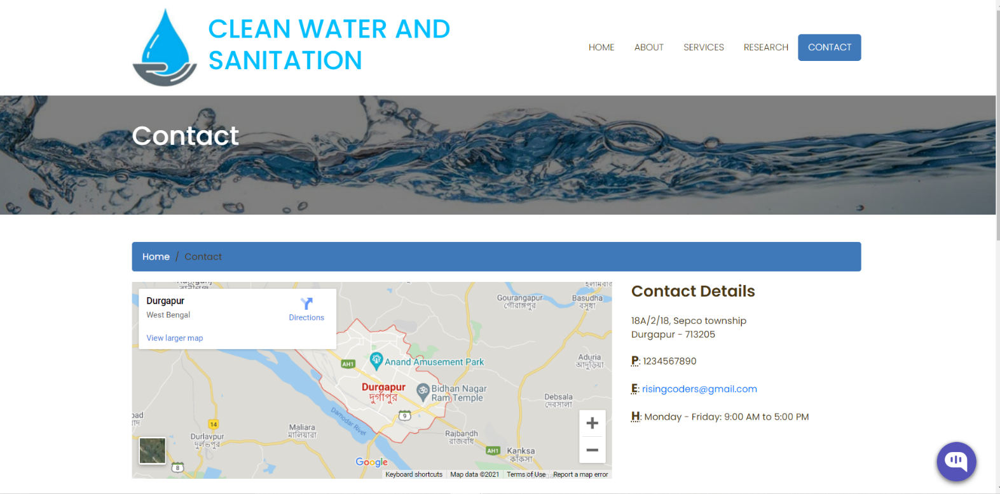 CLEAN WATER AND
SANITATION
HOME ABOUT SERVICES RESEARCH CONTACT
Contact
Home / Contact
Durgapur
West Bengal
Directions
View larger map
Gourangapur
গৌরাঙ্গপুর
Basudha
বসুধা
AH1
Anand Amusement Park
Aduria
আদুড়িয়া
Durgapur
দুর্গাপুর
Bidhan Nagar
Ram Temple
Debsala
দেবসালা
9
Damodar River
14
Maliara
মালিয়ারা
Durlavpur
দুর্লভপুর
Rajbandh
রাজবাঁধ
AH1
Kanksa
কাঁকসা
8
Google
Keyboard shortcuts Map data ©2021 Terms of Use Report a map error
Contact Details
18A/2/18, Sepco township
Durgapur - 713205
P: 1234567890
E: risingcoders@gmail.com
H: Monday - Friday: 9:00 AM to 5:00 PM